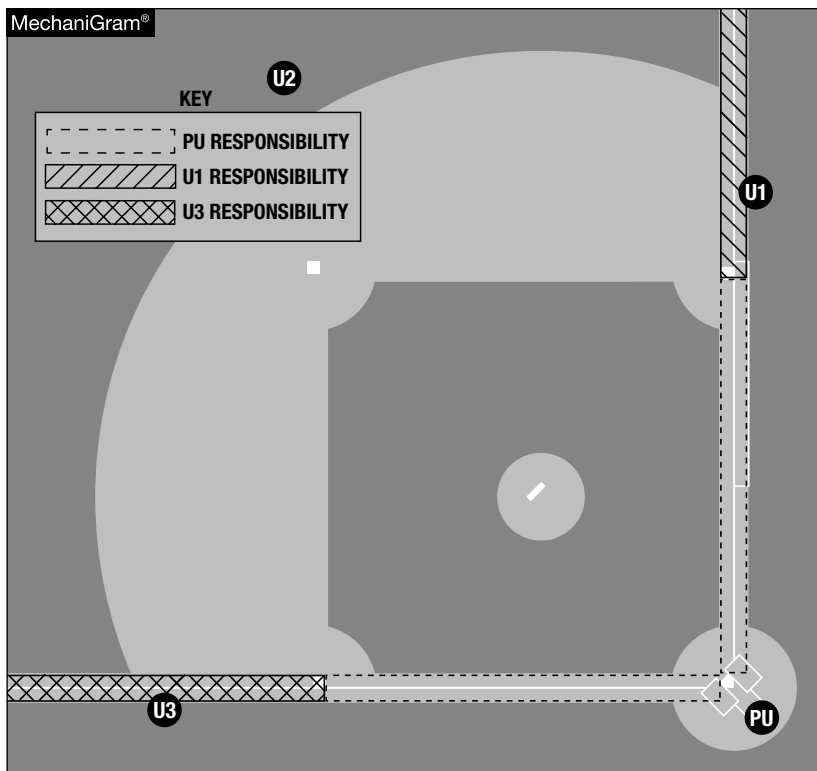 MechaniGram®
U2
KEY
PU RESPONSIBILITY
U1 RESPONSIBILITY
U3 RESPONSIBILITY
U1
U3
PU